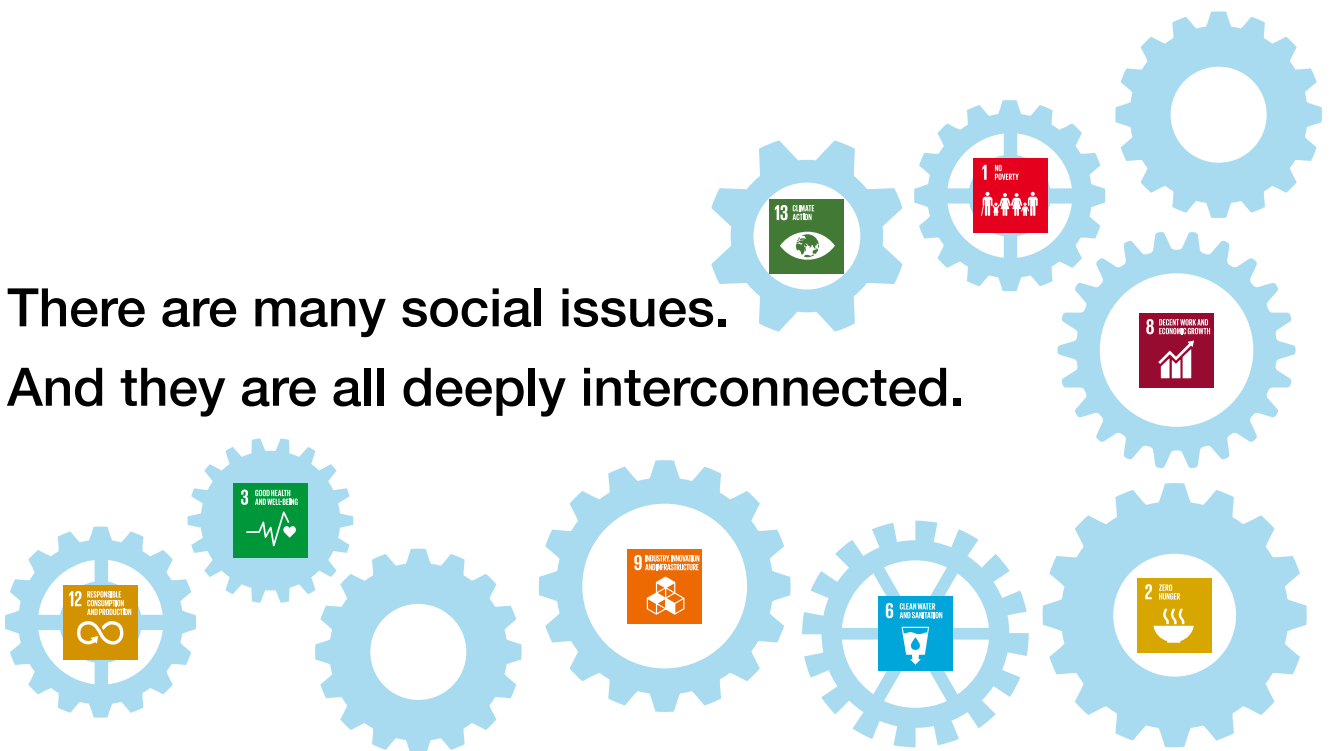 1 NO
POVERTY
13 CLIMATE
ACTION
There are many social issues.
8 DECENT WORK AND
ECONOMIC GROWTH
And they are all deeply interconnected.
3 GOOD HEALTH
AND WELL-BEING
9 INDUSTRY, INNOVATION
AND INFRASTRUCTURE
12 RESPONSIBLE
CONSUMPTION
AND PRODUCTION
6 CLEAN WATER
AND SANITATION
2 ZERO
HUNGER